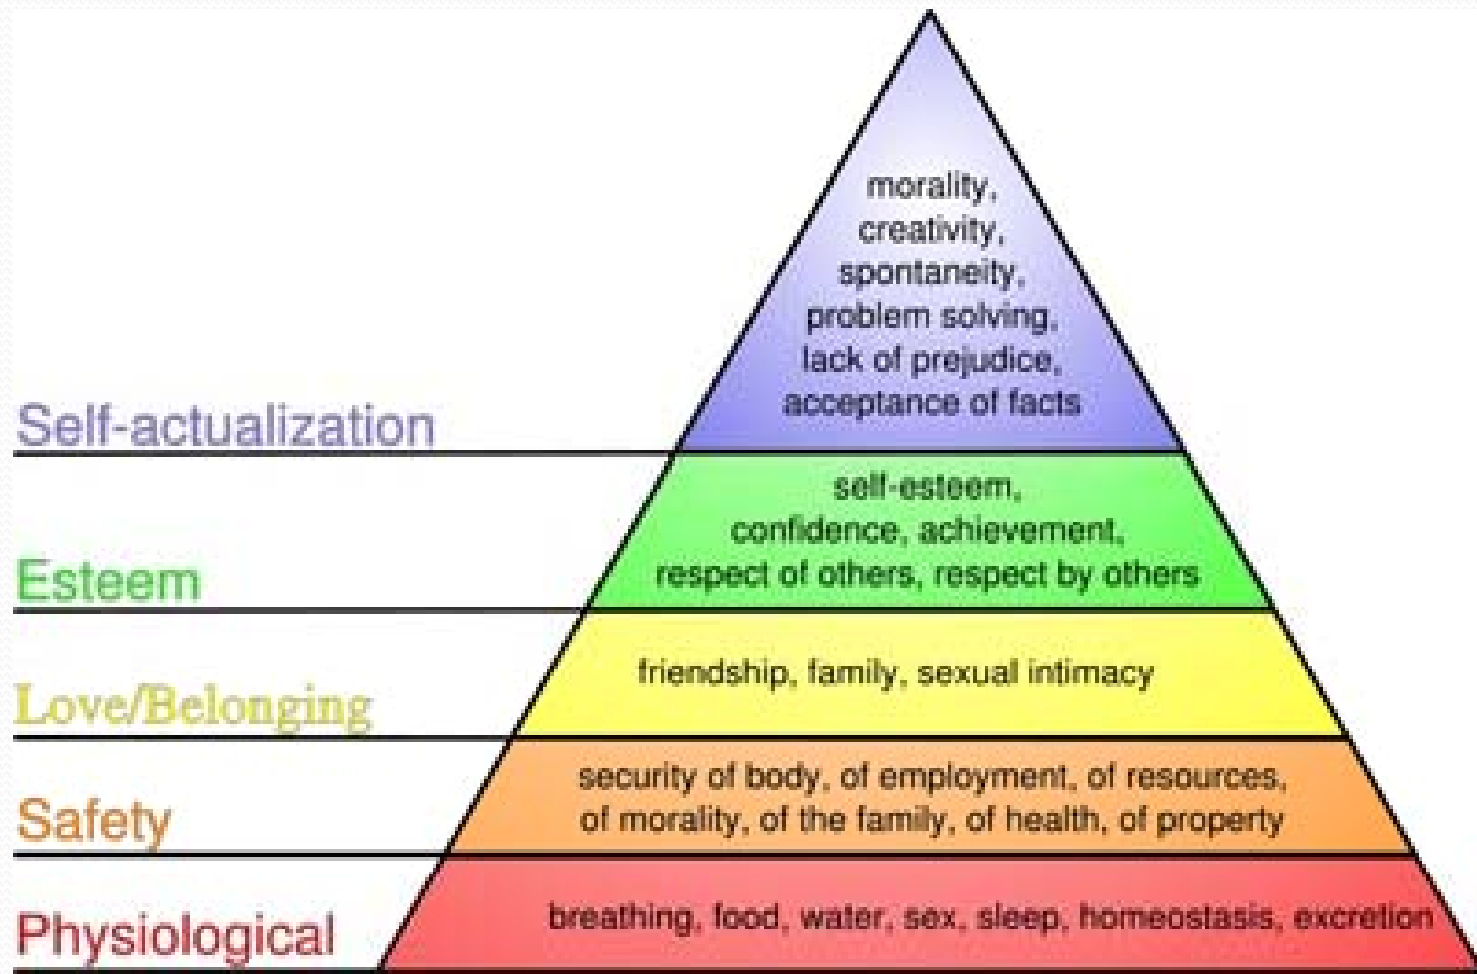 morality,
creativity,
spontaneity,
problem solving,
lack of prejudice,
acceptance of facts
Self-actualization
self-esteem,
confidence, achievement,
respect of others, respect by others
Esteem
friendship, family, sexual intimacy
Love/Belonging
security of body, of employment, of resources,
of morality, of the family, of health, of property
Safety
breathing, food, water, sex, sleep, homeostasis, excretion
Physiological